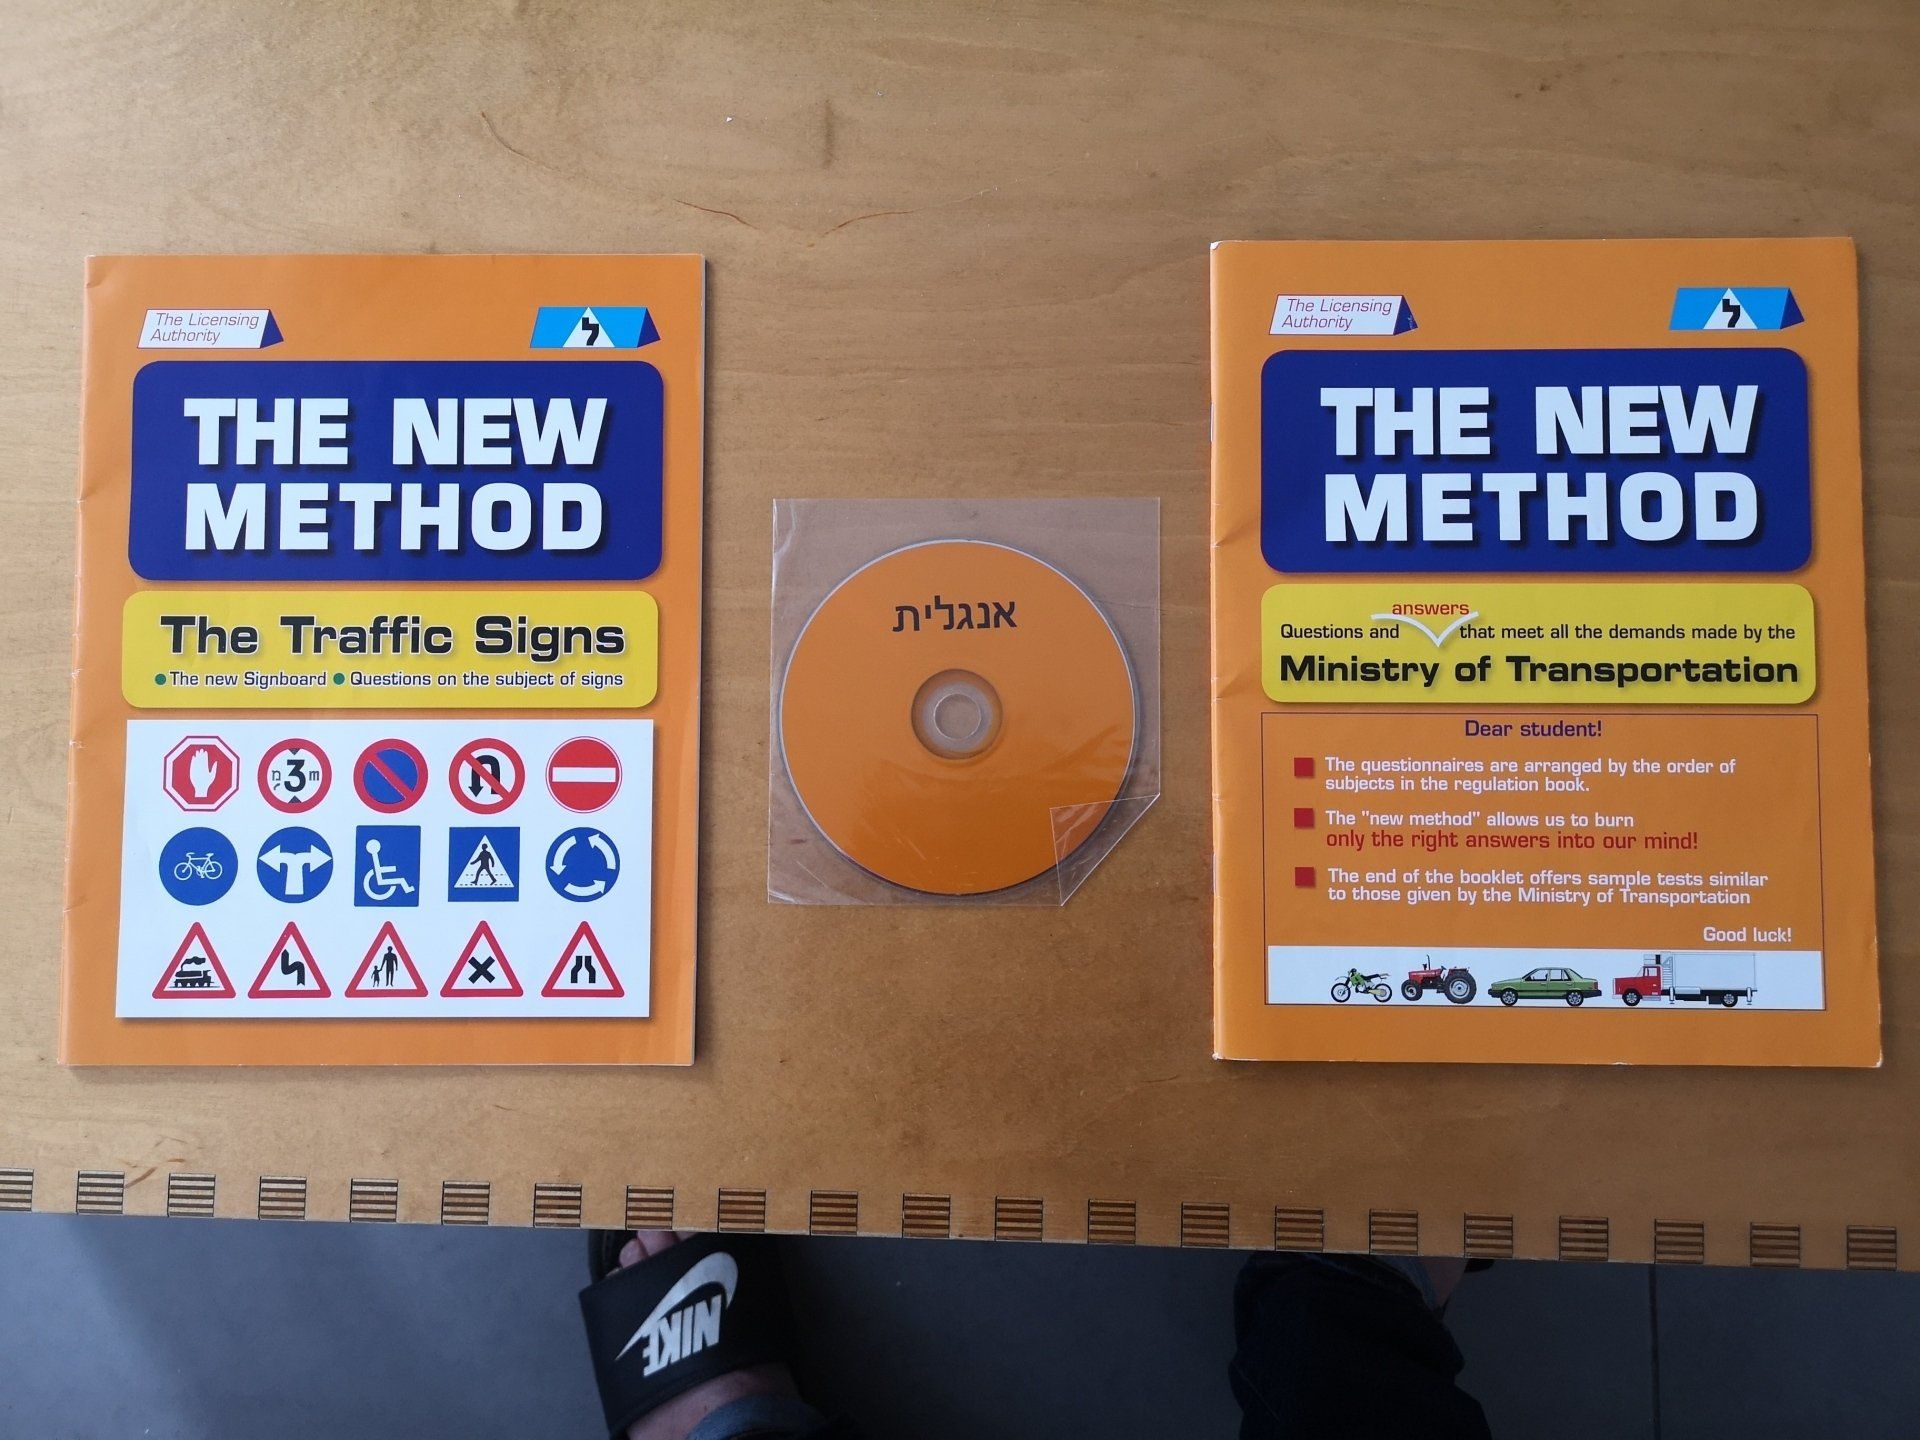 The Licensing
Authority
ל
THE NEW
METHOD
The Traffic Signs
The new Signboard
Questions on the subject of signs
מ 3 m
אנגלית
The Licensing
Authority
ל
THE NEW
METHOD
answers
Questions and that meet all the demands made by the
Ministry of Transportation
Dear student!
The questionnaires are arranged by the order of
subjects in the regulation book.
The "new method" allows us to burn
only the right answers into our mind!
The end of the booklet offers sample tests similar
to those given by the Ministry of Transportation
Good luck!
NIKE